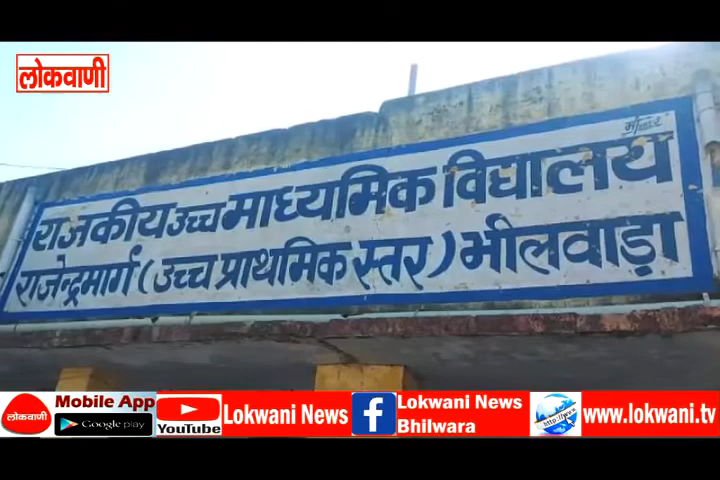 लोकवाणी
राजकीय उच्च माध्यमिक विद्यालय
राजेन्द्रमार्ग (उच्च प्राथमिक स्तर) भीलवाड़ा
लोकवाणी
Mobile App
Google play
YouTube
Lokwani News
Lokwani News
Bhilwara
http://
www.lokwani.tv